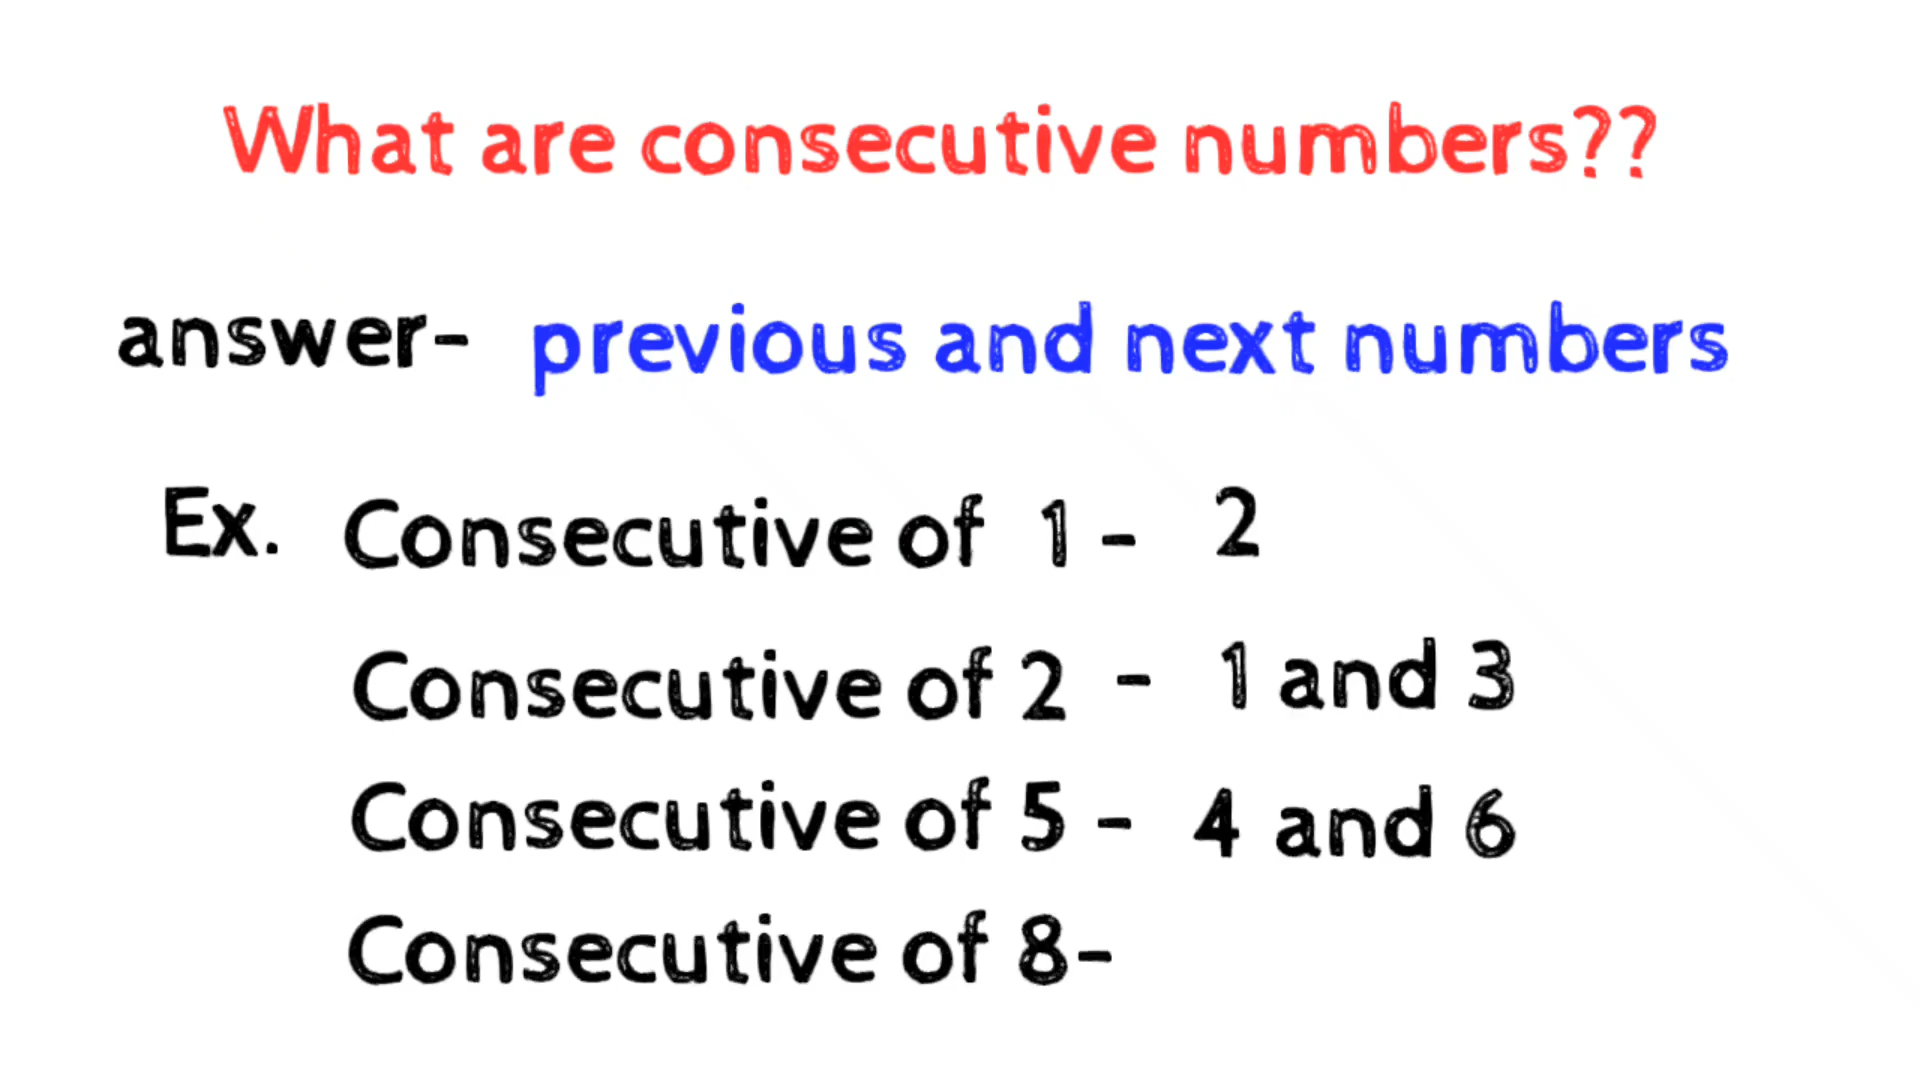 What are consecutive numbers??
answer- previous and next numbers
Ex. Consecutive of 1 - 2
Consecutive of 2 - 1 and 3
Consecutive of 5 - 4 and 6
Consecutive of 8-